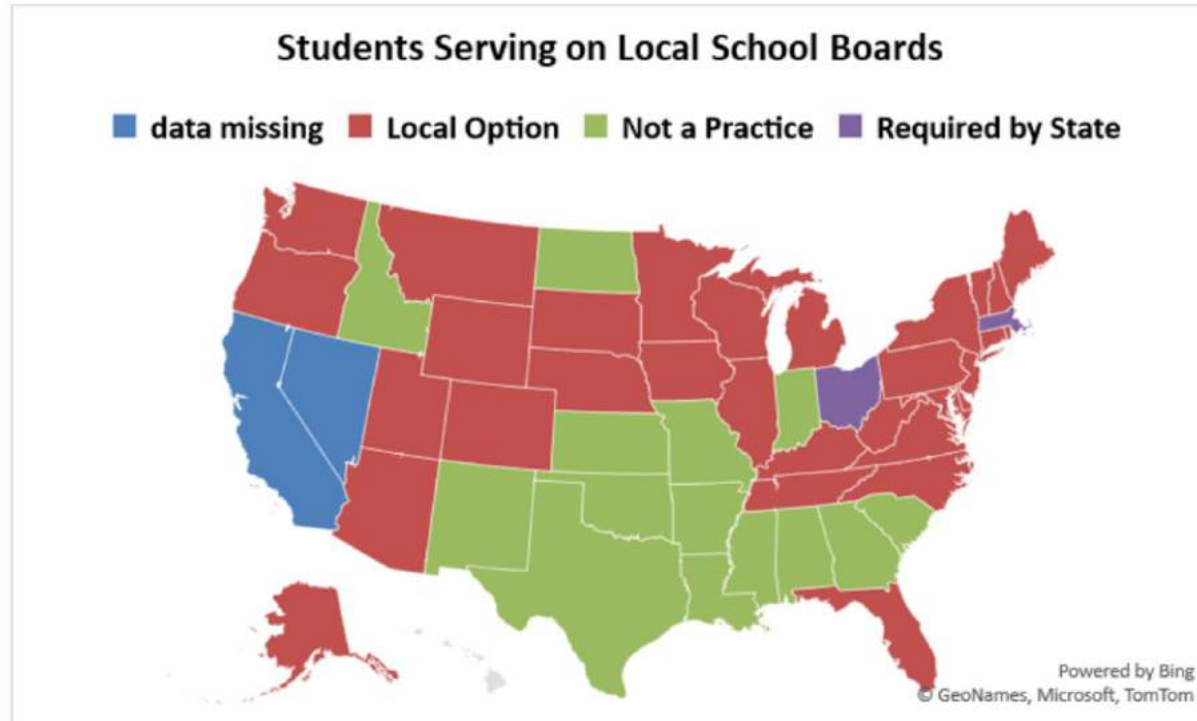 Students Serving on Local School Boards
data missing Local Option Not a Practice Required by State
Powered by Bing
© GeoNames, Microsoft, TomTom